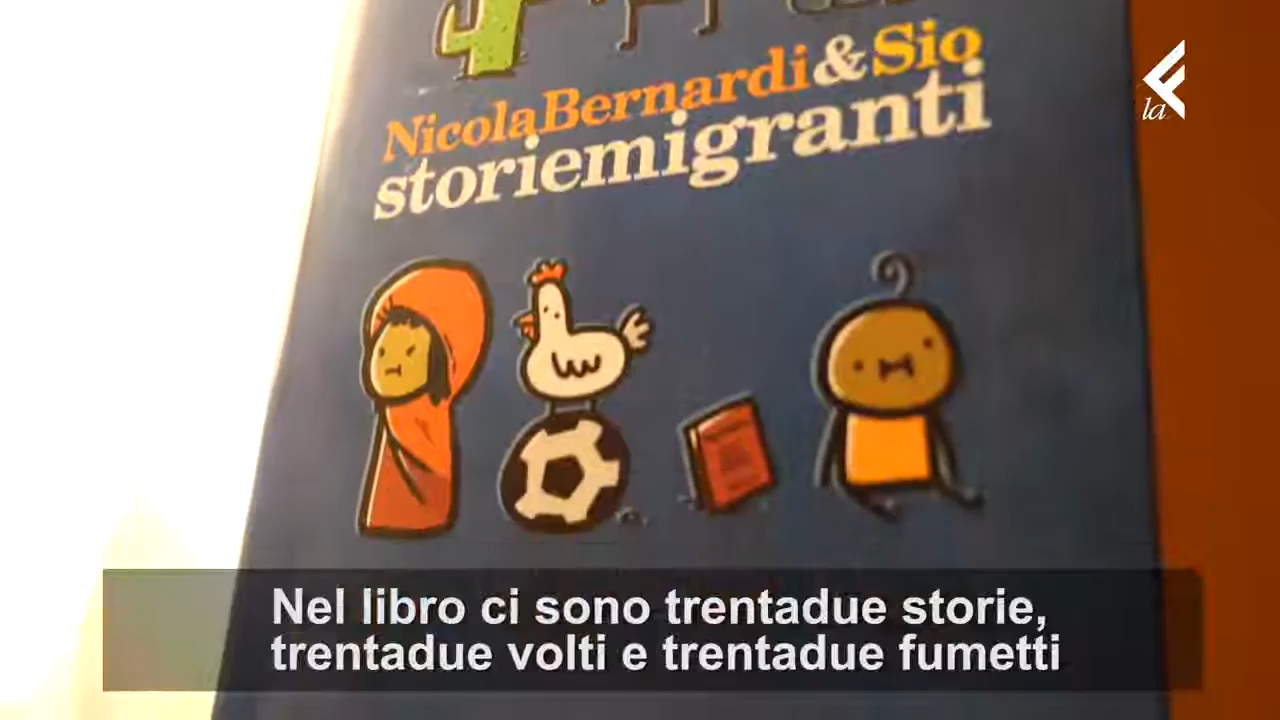 NicolaBernardi&Sio
storiemigranti
la
Nel libro ci sono trentadue storie,
trentadue volti e trentadue fumetti